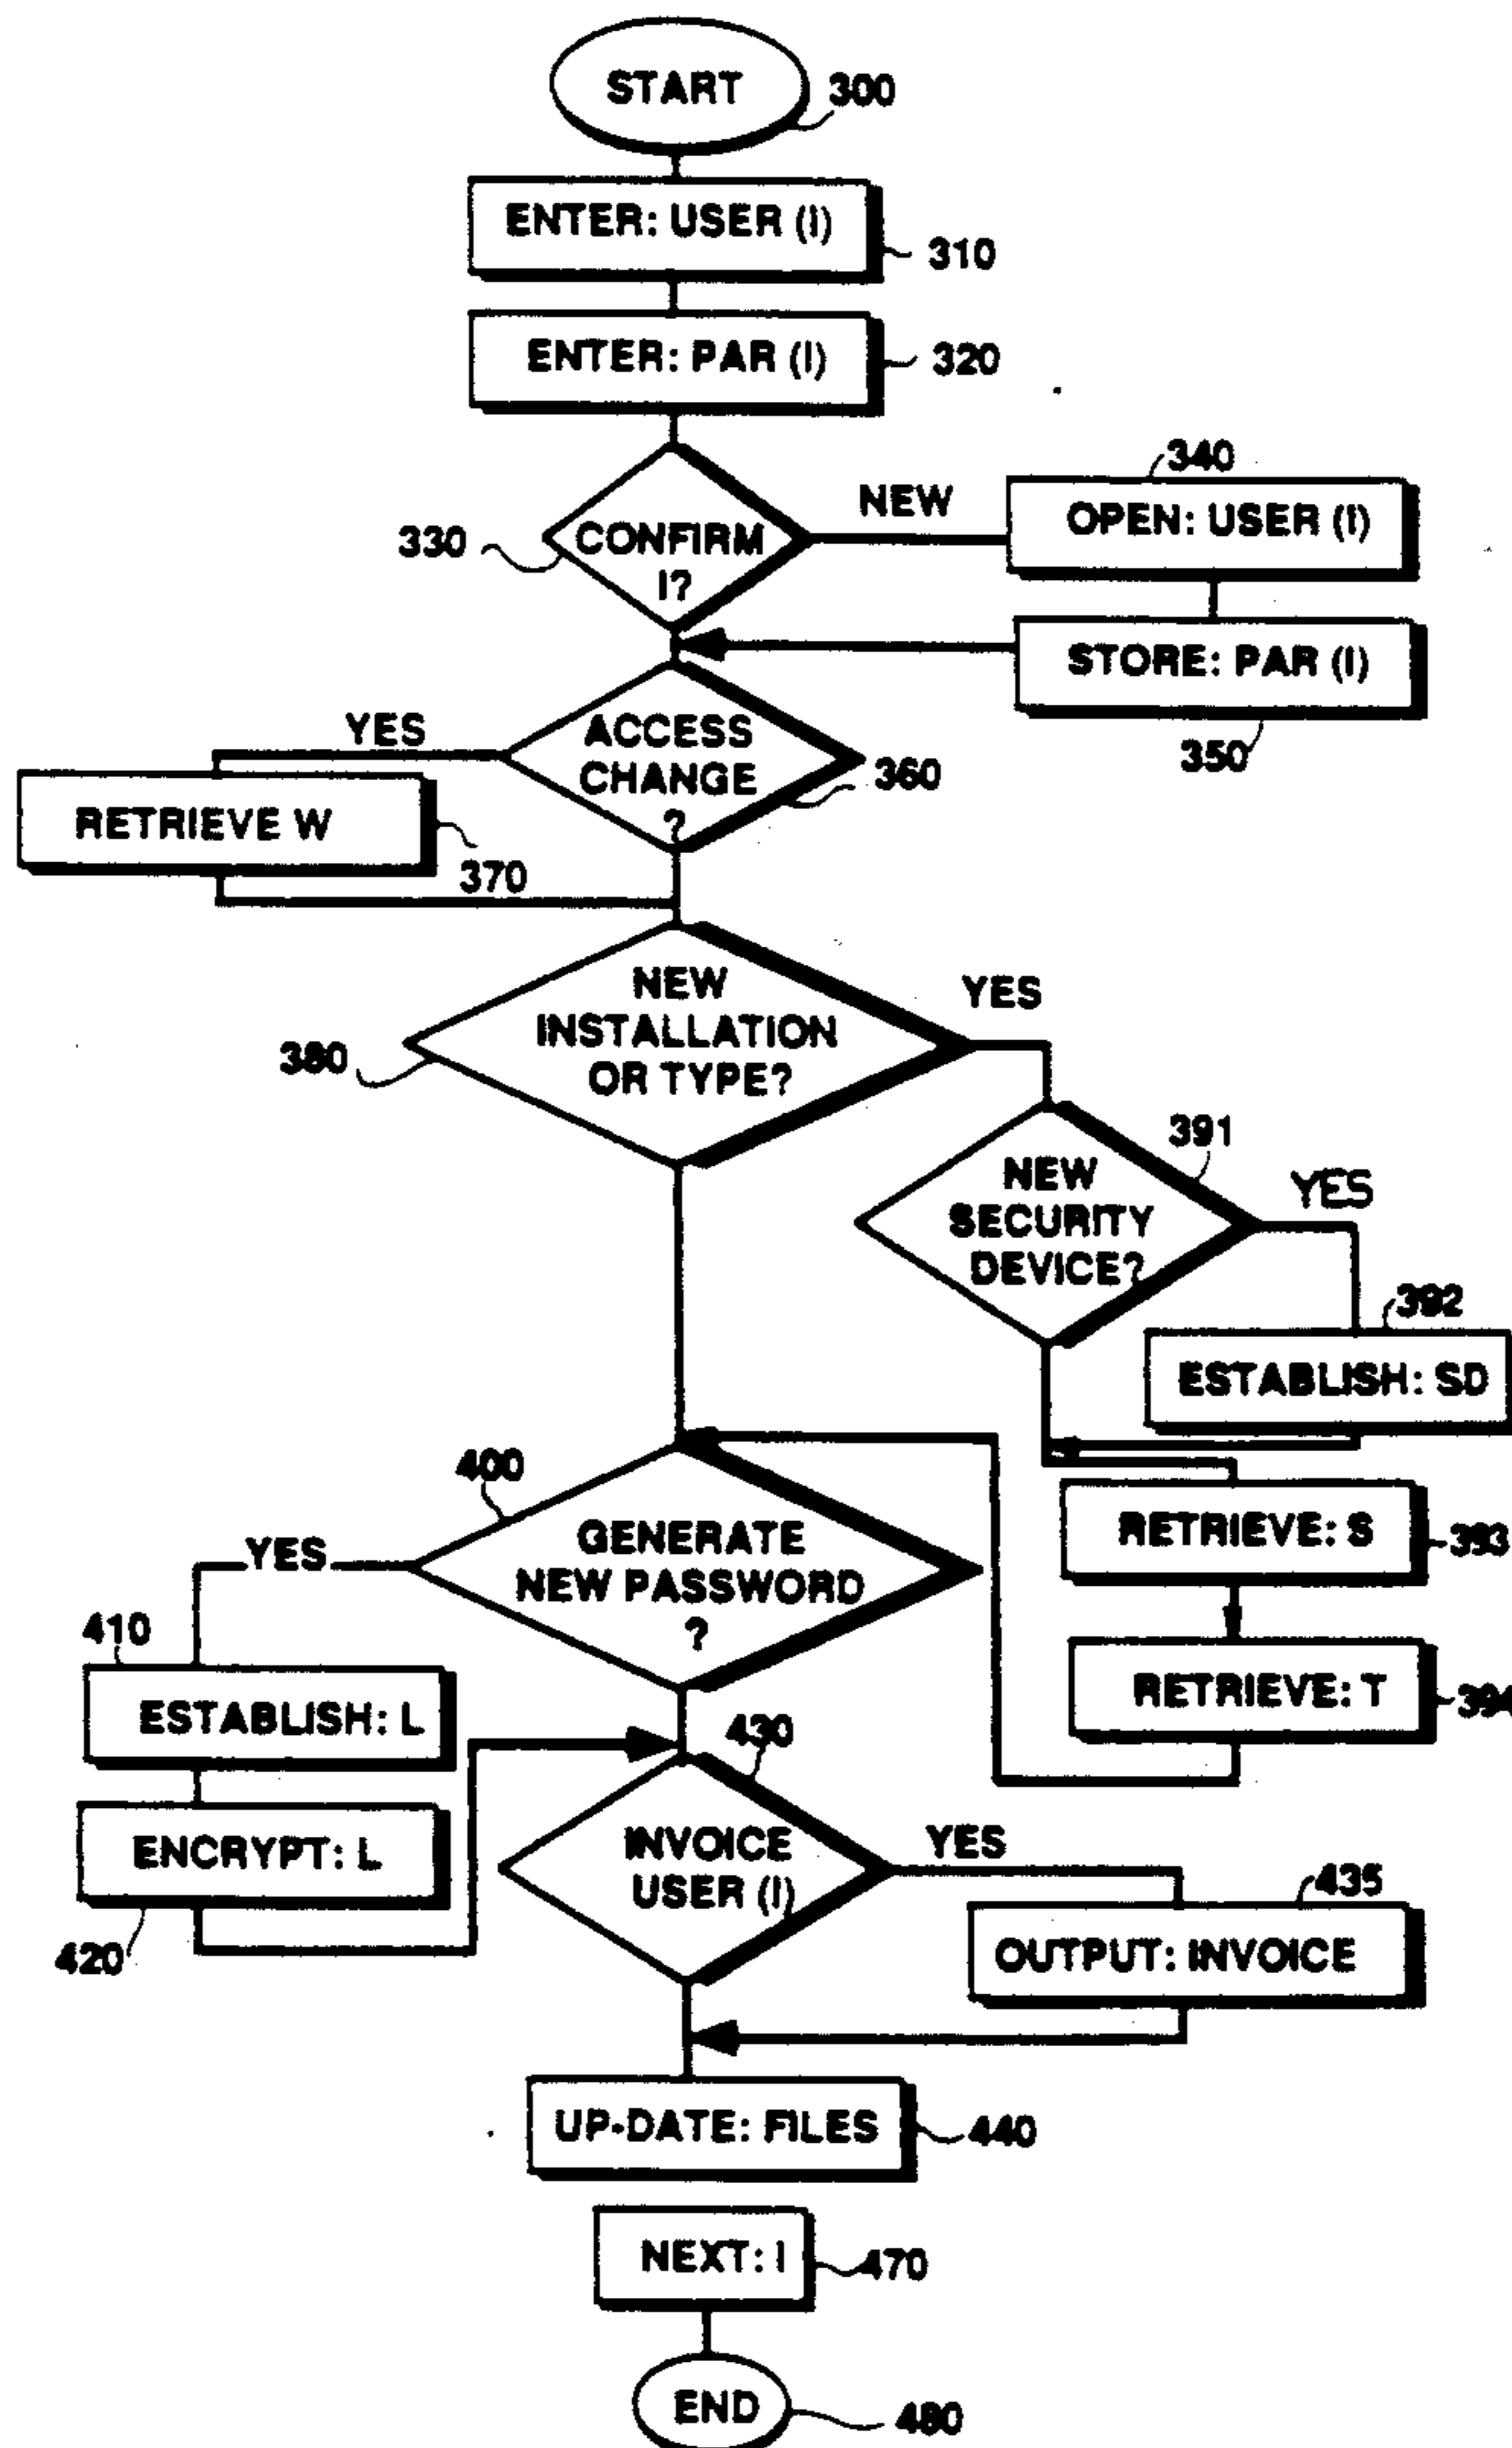 START
300
ENTER: USER (I)
310
ENTER: PAR (I)
320
CONFIRM
I?
330
NEW
340
OPEN: USER (I)
STORE: PAR (I)
350
YES
ACCESS
CHANGE
?
360
RETRIEVE W
370
NEW
INSTALLATION
OR TYPE?
380
YES
391
NEW
SECURITY
DEVICE?
YES
392
ESTABLISH: SD
RETRIEVE: S
393
RETRIEVE: T
394
400
GENERATE
NEW PASSWORD
?
YES
410
ESTABLISH: L
ENCRYPT: L
420
430
INVOICE
USER (I)
YES
435
OUTPUT: INVOICE
UP-DATE: FILES
440
NEXT: I
470
END
480